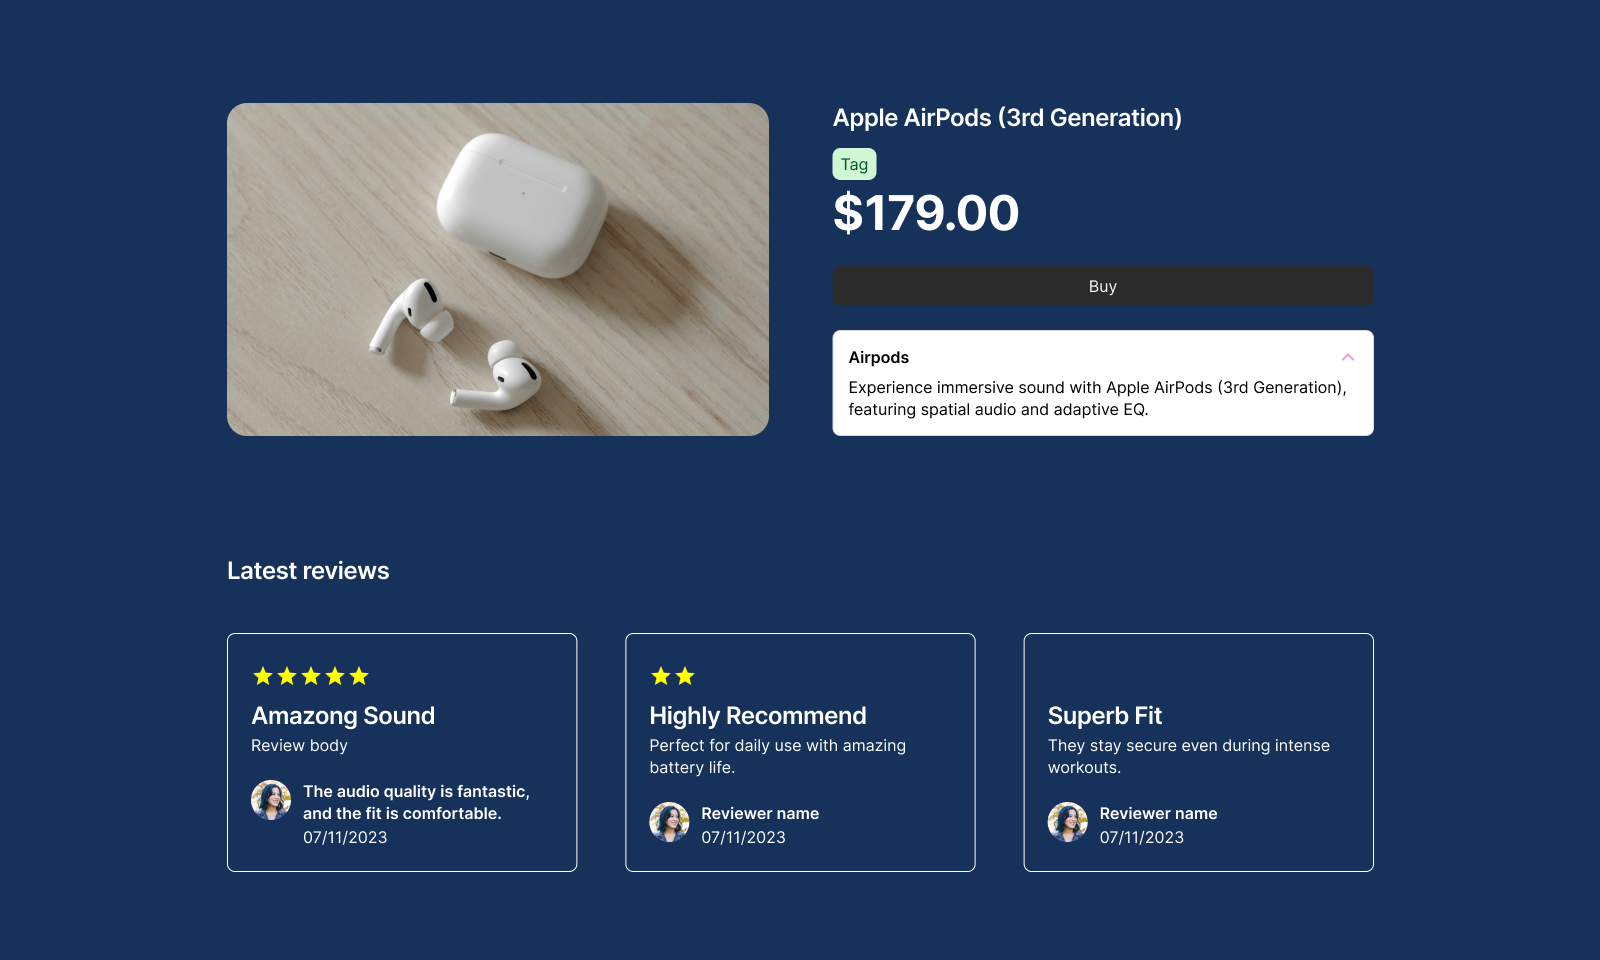 Apple AirPods (3rd Generation)
Tag
$179.00
Buy
Airpods
Experience immersive sound with Apple AirPods (3rd Generation),
featuring spatial audio and adaptive EQ.
Latest reviews
Amazong Sound
Review body
The audio quality is fantastic,
and the fit is comfortable.
07/11/2023
Highly Recommend
Perfect for daily use with amazing
battery life.
Reviewer name
07/11/2023
Superb Fit
They stay secure even during intense
workouts.
Reviewer name
07/11/2023